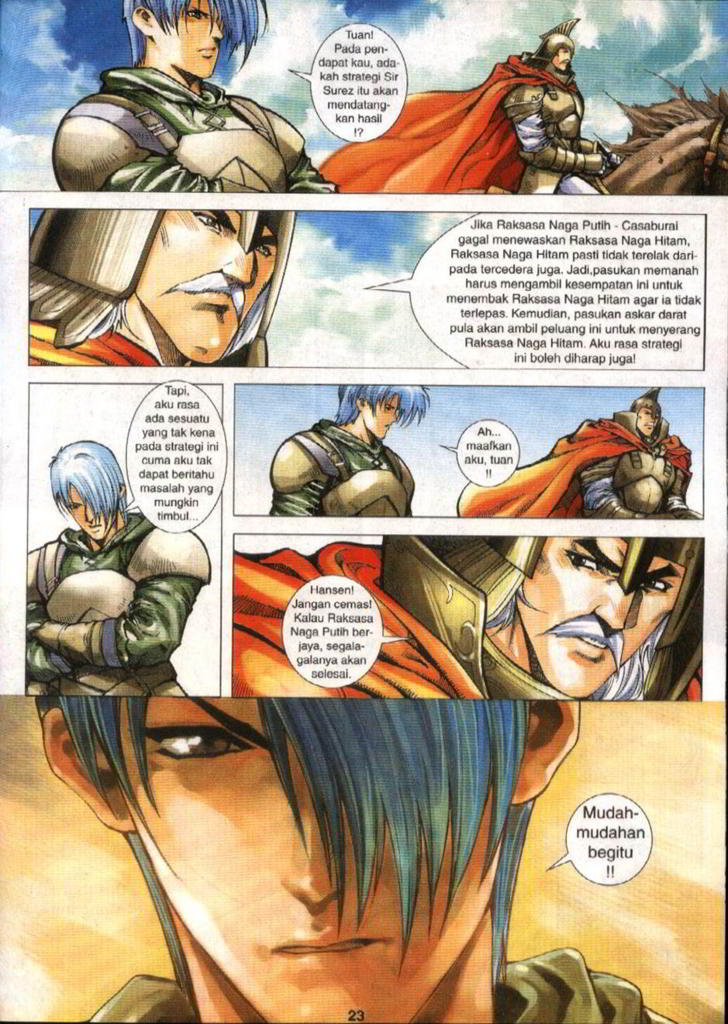 Tuan!
Pada pen-
dapat kau, ada-
kah strategi Sir
Surez itu akan
mendatang-
kan hasil
!?
Jika Raksasa Naga Putih - Casaburai
gagal menewaskan Raksasa Naga Hitam,
Raksasa Naga Hitam pasti tidak terelak dari-
pada tercedera juga. Jadi,pasukan memanah
harus mengambil kesempatan ini untuk
menembak Raksasa Naga Hitam agar ia tidak
terlepas. Kemudian, pasukan askar darat
pula akan ambil peluang ini untuk menyerang
Raksasa Naga Hitam. Aku rasa strategi
ini boleh diharap juga!
Tapi,
aku rasa
ada sesuatu
yang tak kena
pada strategi ini
cuma aku tak
dapat beritahu
masalah yang
mungkin
timbul...
Ah...
maafkan
aku, tuan
!!
Hansen!
Jangan cemas!
Kalau Raksasa
Naga Putih ber-
jaya, segala-
galanya akan
selesai.
Mudah-
mudahan
begitu
!!
23